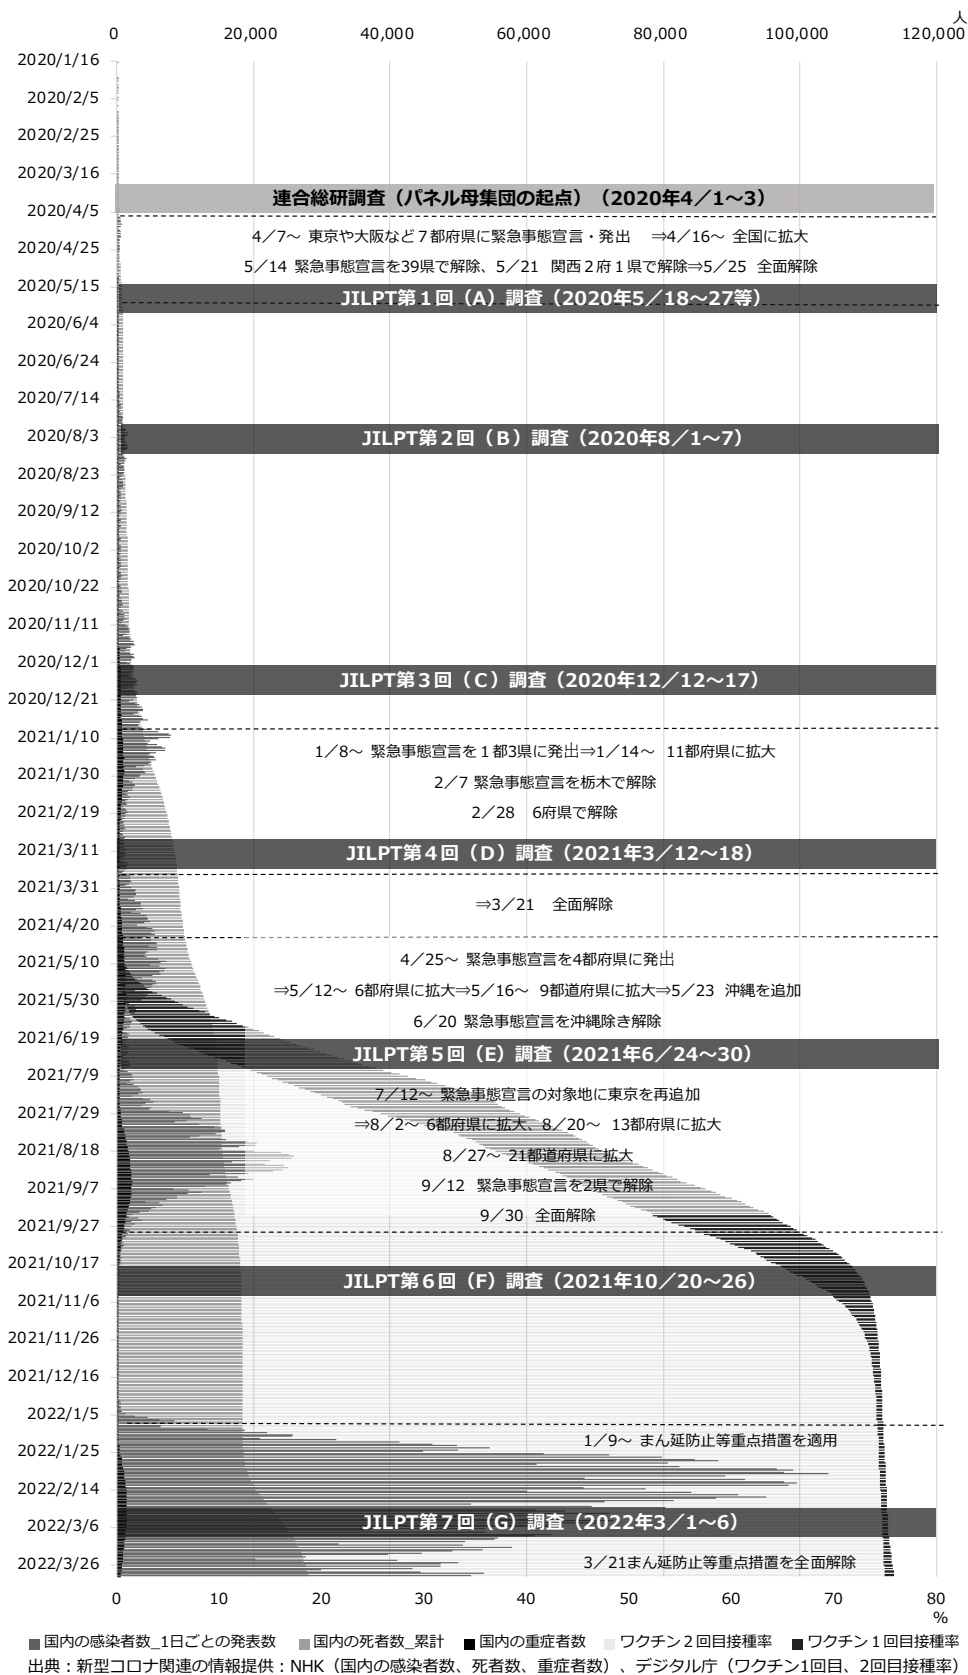 人
0 20,000 40,000 60,000 80,000 100,000 120,000
2020/1/16
2020/2/5
2020/2/25
2020/3/16
連合総研調査（パネル母集団の起点）（2020年4／1～3）
2020/4/5
4／7～ 東京や大阪など７都府県に緊急事態宣言・発出　⇒4／16～ 全国に拡大
2020/4/25
5／14 緊急事態宣言を39県で解除、5／21 関西２府１県で解除⇒5／25 全面解除
2020/5/15
JILPT第１回（A）調査（2020年5／18～27等）
2020/6/4
2020/6/24
2020/7/14
2020/8/3
JILPT第２回（B）調査（2020年8／1～7）
2020/8/23
2020/9/12
2020/10/2
2020/10/22
2020/11/11
2020/12/1
JILPT第３回（C）調査（2020年12／12～17）
2020/12/21
2021/1/10
1／8～ 緊急事態宣言を１都3県に発出⇒1／14～ 11都府県に拡大
2021/1/30
2／7 緊急事態宣言を栃木で解除
2021/2/19
2／28　6府県で解除
2021/3/11
JILPT第４回（D）調査（2021年3／12～18）
2021/3/31
⇒3／21　全面解除
2021/4/20
2021/5/10
4／25～ 緊急事態宣言を4都府県に発出
⇒5／12～ 6都府県に拡大⇒5／16～ 9都道府県に拡大⇒5／23 沖縄を追加
2021/5/30
6／20 緊急事態宣言を沖縄除き解除
2021/6/19
JILPT第５回（E）調査（2021年6／24～30）
2021/7/9
7／12～ 緊急事態宣言の対象地に東京を再追加
2021/7/29
⇒8／2～ 6都府県に拡大、8／20～ 13都府県に拡大
2021/8/18
8／27～ 21都道府県に拡大
2021/9/7
9／12 緊急事態宣言を2県で解除
9／30 全面解除
2021/9/27
2021/10/17
JILPT第６回（F）調査（2021年10／20～26）
2021/11/6
2021/11/26
2021/12/16
2022/1/5
1／9～ まん延防止等重点措置を適用
2022/1/25
2022/2/14
JILPT第７回（G）調査（2022年3／1～6）
2022/3/6
2022/3/26
3／21まん延防止等重点措置を全面解除
0 10 20 30 40 50 60 70 80
%
国内の感染者数_1日ごとの発表数 国内の死者数_累計 国内の重症者数 ワクチン２回目接種率 ワクチン１回目接種率
出典：新型コロナ関連の情報提供：NHK（国内の感染者数、死者数、重症者数）、デジタル庁（ワクチン1回目、2回目接種率）